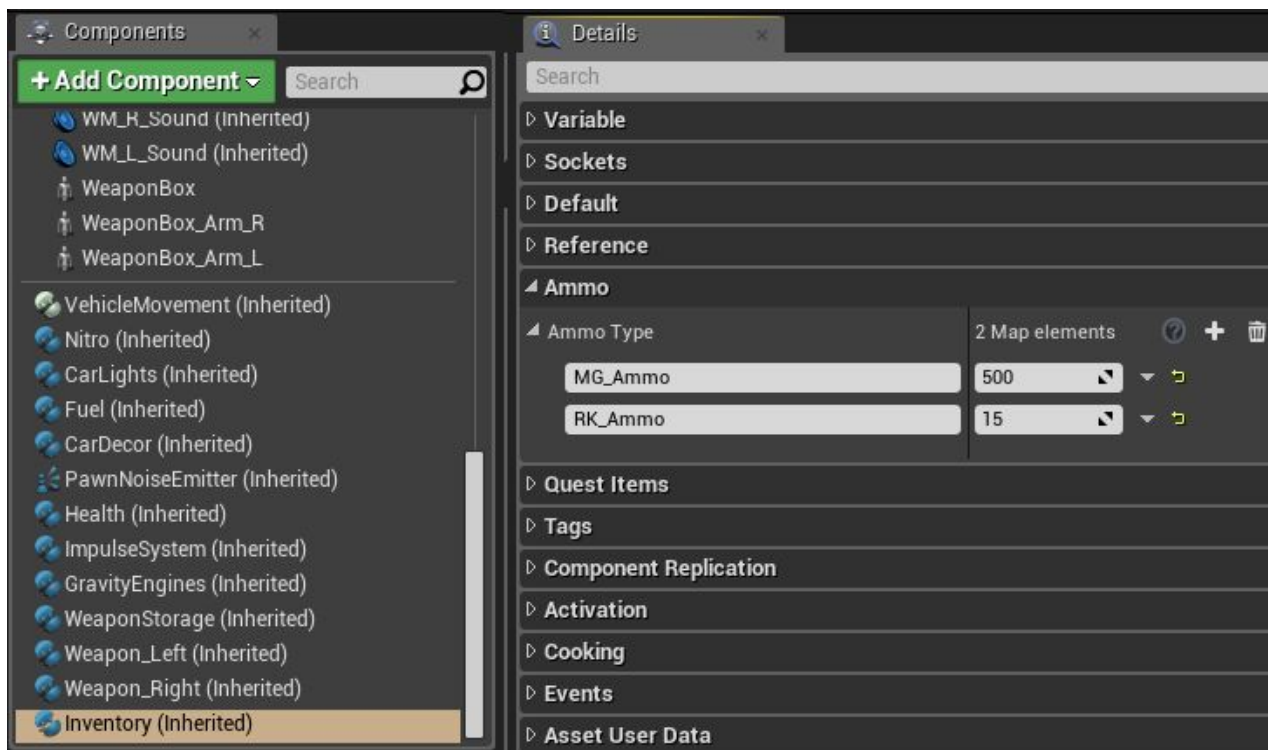 Components
+ Add Component
Search
WM_R_Sound (Inherited)
WM_L_Sound (Inherited)
WeaponBox
WeaponBox_Arm_R
WeaponBox_Arm_L
VehicleMovement (Inherited)
Nitro (Inherited)
CarLights (Inherited)
Fuel (Inherited)
CarDecor (Inherited)
PawnNoiseEmitter (Inherited)
Health (Inherited)
ImpulseSystem (Inherited)
GravityEngines (Inherited)
WeaponStorage (Inherited)
Weapon_Left (Inherited)
Weapon_Right (Inherited)
Inventory (Inherited)
Details
Search
Variable
Sockets
Default
Reference
Ammo
Ammo Type 2 Map elements
MG_Ammo 500
RK_Ammo 15
Quest Items
Tags
Component Replication
Activation
Cooking
Events
Asset User Data